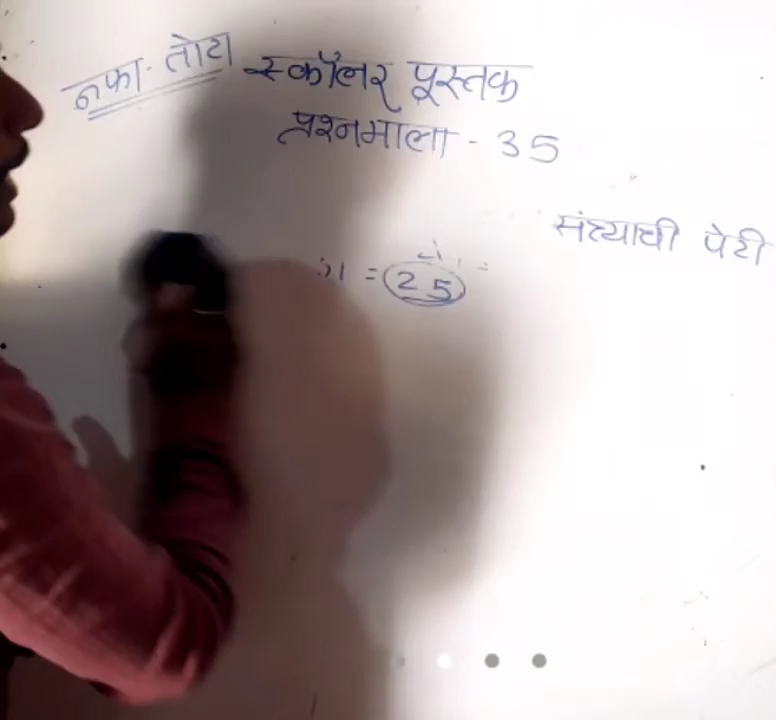 नफा- तोटा
स्कॉलर पूस्तक
प्रश्नमाला - 35
संत्र्याची पेटी
= 25